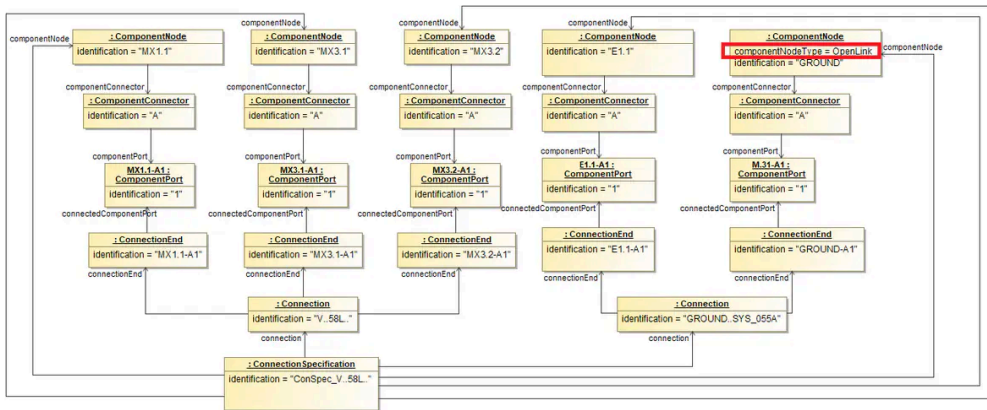 componentNode
componentNode
componentNode
componentNode
componentNode
: ComponentNode
identification = "MX1.1"
: ComponentNode
identification = "MX3.1"
: ComponentNode
identification = "MX3.2"
: ComponentNode
identification = "E1.1"
: ComponentNode
componentNodeType = OpenLink
identification = "GROUND"
componentConnector
componentConnector
componentConnector
componentConnector
componentConnector
: ComponentConnector
identification = "A"
: ComponentConnector
identification = "A"
: ComponentConnector
identification = "A"
: ComponentConnector
identification = "A"
: ComponentConnector
identification = "A"
componentPort
componentPort
componentPort
componentPort
componentPort
MX1.1-A1 :
ComponentPort
identification = "1"
MX3.1-A1 :
ComponentPort
identification = "1"
MX3.2-A1 :
ComponentPort
identification = "1"
E1.1-A1 :
ComponentPort
identification = "1"
M.31-A1 :
ComponentPort
identification = "1"
connectedComponentPort
connectedComponentPort
connectedComponentPort
connectedComponentPort
connectedComponentPort
: ConnectionEnd
identification = "MX1.1-A1"
: ConnectionEnd
identification = "MX3.1-A1"
: ConnectionEnd
identification = "MX3.2-A1"
: ConnectionEnd
identification = "E1.1-A1"
: ConnectionEnd
identification = "GROUND-A1"
connectionEnd
connectionEnd
connectionEnd
connectionEnd
connectionEnd
: Connection
identification = "V..58L.."
: Connection
identification = "GROUND..SYS_055A"
connection
connection
: ConnectionSpecification
identification = "ConSpec_V..58L.."